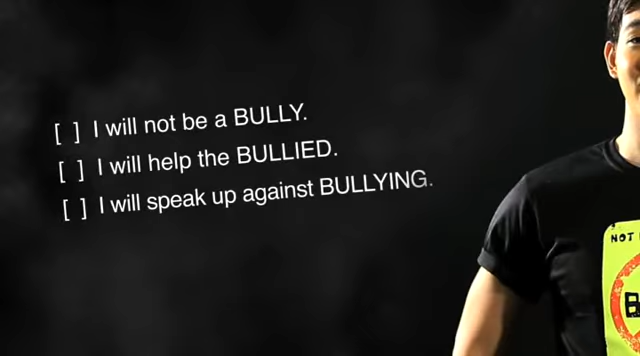 [ ] I will not be a BULLY.
[ ] I will help the BULLIED.
[ ] I will speak up against BULLYING.
NOT